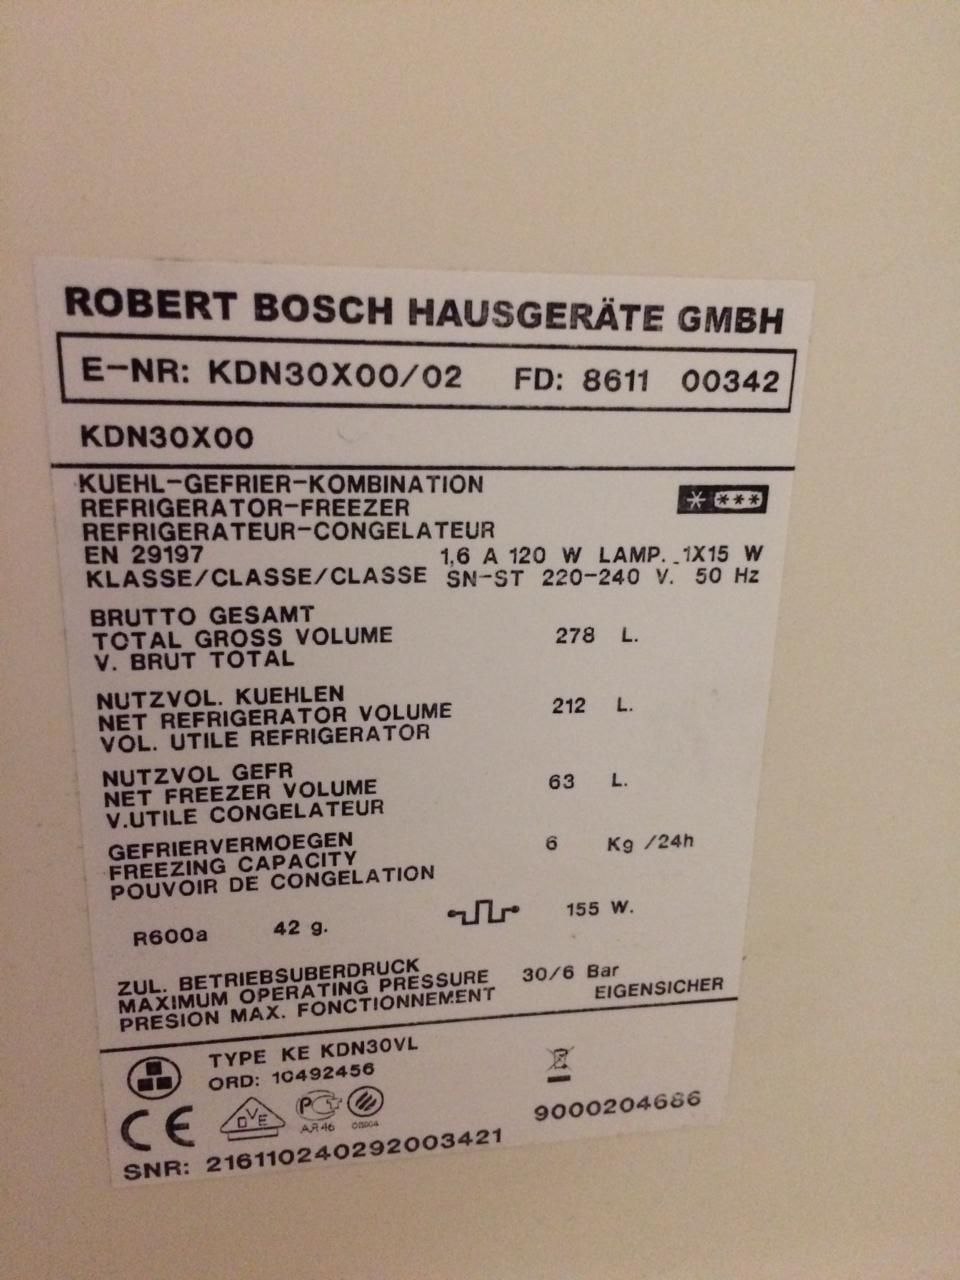 ROBERT BOSCH HAUSGERÄTE GMBH
E-NR: KDN30X00/02 FD: 8611 00342
KDN30X00
KUEHL-GEFRIER-KOMBINATION
REFRIGERATOR-FREEZER
REFRIGERATEUR-CONGELATEUR
EN 29197 1,6 A 120 W LAMP. 1X15 W
KLASSE/CLASSE/CLASSE SN-ST 220-240 V. 50 Hz
BRUTTO GESAMT
TOTAL GROSS VOLUME 278 L.
V. BRUT TOTAL
NUTZVOL. KUEHLEN
NET REFRIGERATOR VOLUME 212 L.
VOL. UTILE REFRIGERATOR
NUTZVOL GEFR
NET FREEZER VOLUME 63 L.
V.UTILE CONGELATEUR
GEFRIERVERMOEGEN 6 Kg /24h
FREEZING CAPACITY
POUVOIR DE CONGELATION
R600a 42 g. 155 W.
ZUL. BETRIEBSUBERDRUCK
MAXIMUM OPERATING PRESSURE 30/6 Bar
PRESION MAX. FONCTIONNEMENT EIGENSICHER
TYPE KE KDN30VL
ORD: 10492456
CE DVE PC AЯ46
9000204686
SNR: 216110240292003421